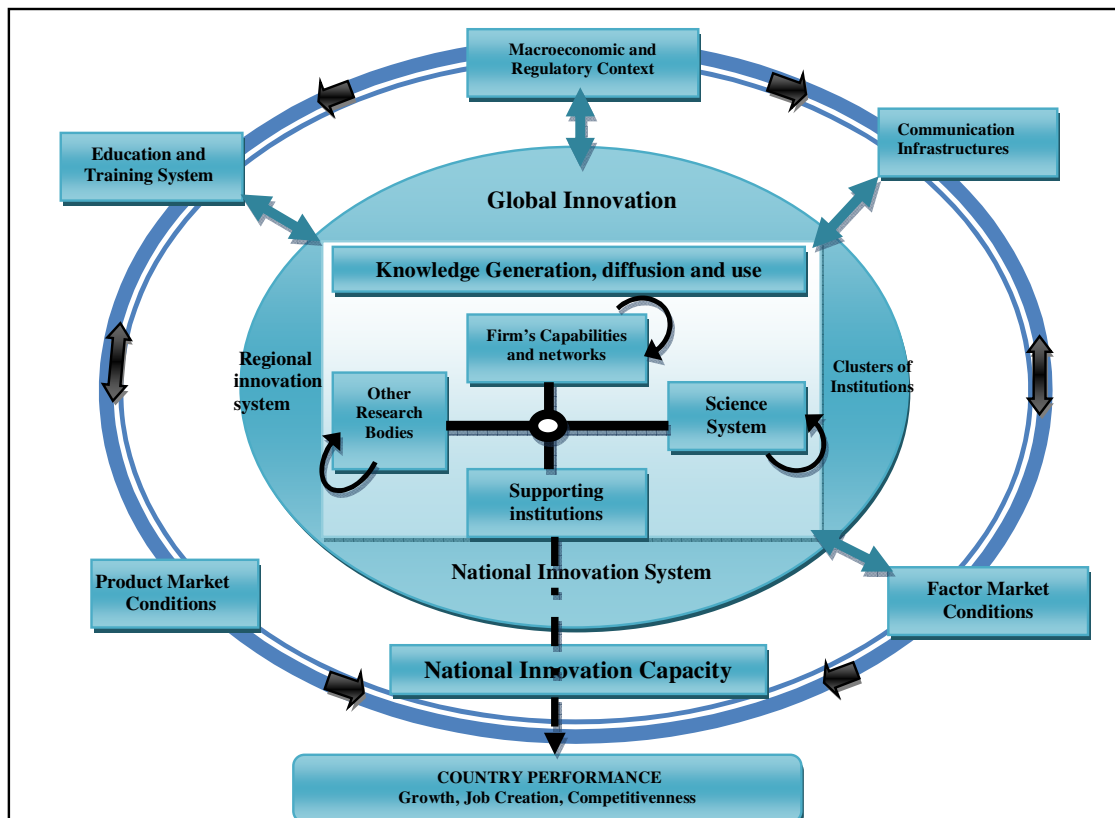 Macroeconomic and
Regulatory Context
Communication
Infrastructures
Education and
Training System
Global Innovation
Knowledge Generation, diffusion and use
Firm's Capabilities
and networks
Regional
innovation
system
Clusters of
Institutions
Other
Research
Bodies
Science
System
Supporting
institutions
National Innovation System
Product Market
Conditions
Factor Market
Conditions
National Innovation Capacity
COUNTRY PERFORMANCE
Growth, Job Creation, Competitivenness